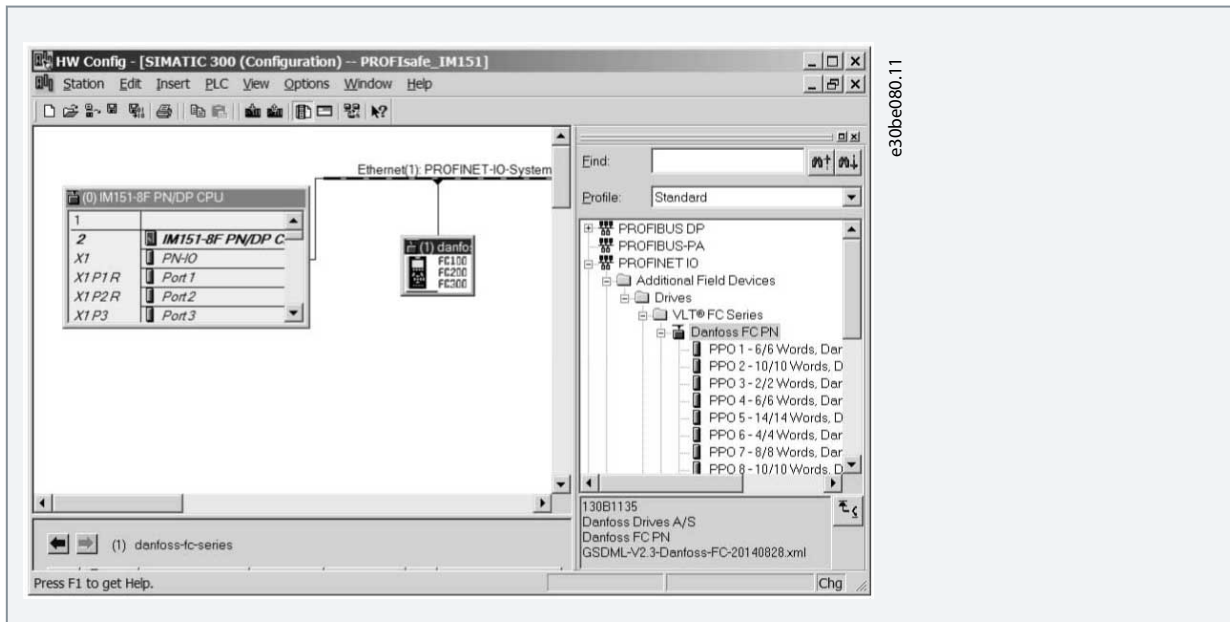 HW Config - [SIMATIC 300 (Configuration) -- PROFIsafe_IM151]
Station Edit Insert PLC View Options Window Help
Ethernet(1): PROFINET-IO-System
(0) IM151-8F PN/DP CPU
1
2 IM151-8F PN/DP C
X1 PN-IO
X1 P1 R Port 1
X1 P2 R Port 2
X1 P3 Port 3
(1) danfo
FC100
FC200
FC300
Find:
Profile: Standard
PROFIBUS DP
PROFIBUS-PA
PROFINET IO
Additional Field Devices
Drives
VLT® FC Series
Danfoss FC PN
PPO 1 - 6/6 Words, Dan
PPO 2 - 10/10 Words, D
PPO 3 - 2/2 Words, Dan
PPO 4 - 6/6 Words, Dan
PPO 5 - 14/14 Words, D
PPO 6 - 4/4 Words, Dan
PPO 7 - 8/8 Words, Dan
PPO 8 - 10/10 Words, D
130B1135
Danfoss Drives A/S
Danfoss FC PN
GSDML-V2.3-Danfoss-FC-20140828.xml
(1) danfoss-fc-series
Press F1 to get Help.
Chg
e30be080.11